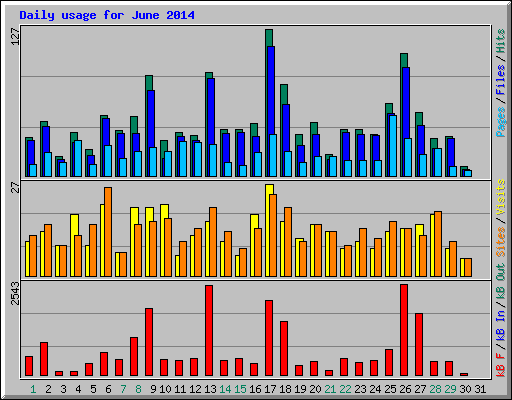 Daily usage for June 2014
127
Pages / Files / Hits
27
Sites / Visits
2543
kB F / kB In / kB Out
1 2 3 4 5 6 7 8 9 10 11 12 13 14 15 16 17 18 19 20 21 22 23 24 25 26 27 28 29 30 31